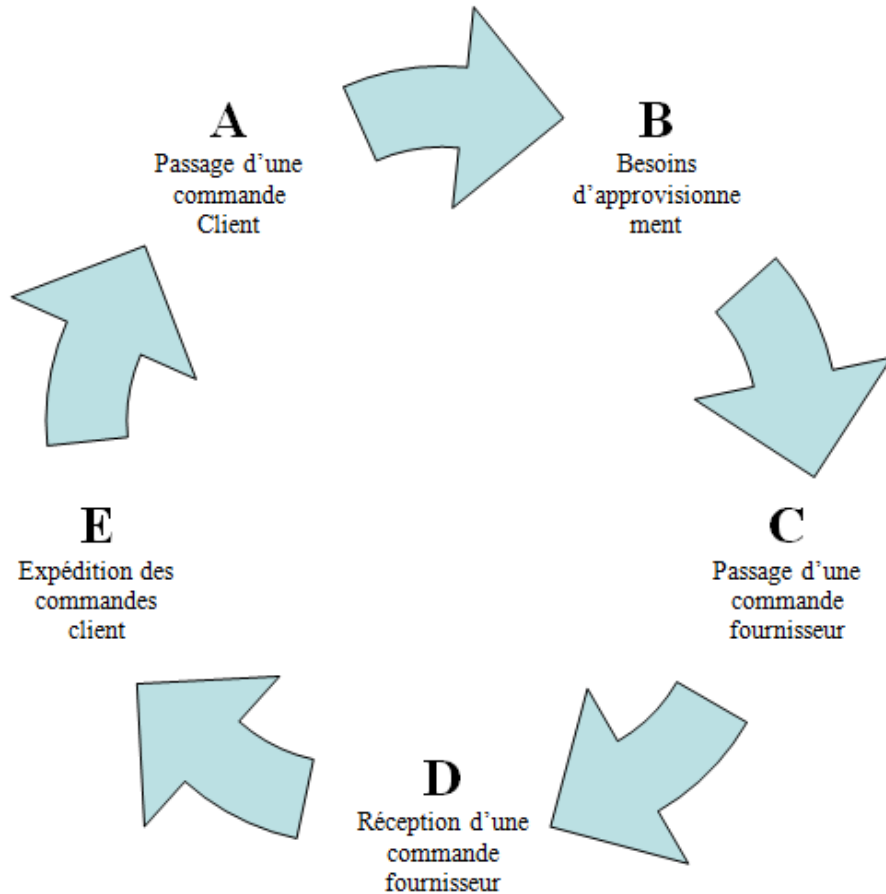 A
Passage d’une
commande
Client
B
Besoins
d’approvisionne
ment
C
Passage d’une
commande
fournisseur
D
Réception d’une
commande
fournisseur
E
Expédition des
commandes
client